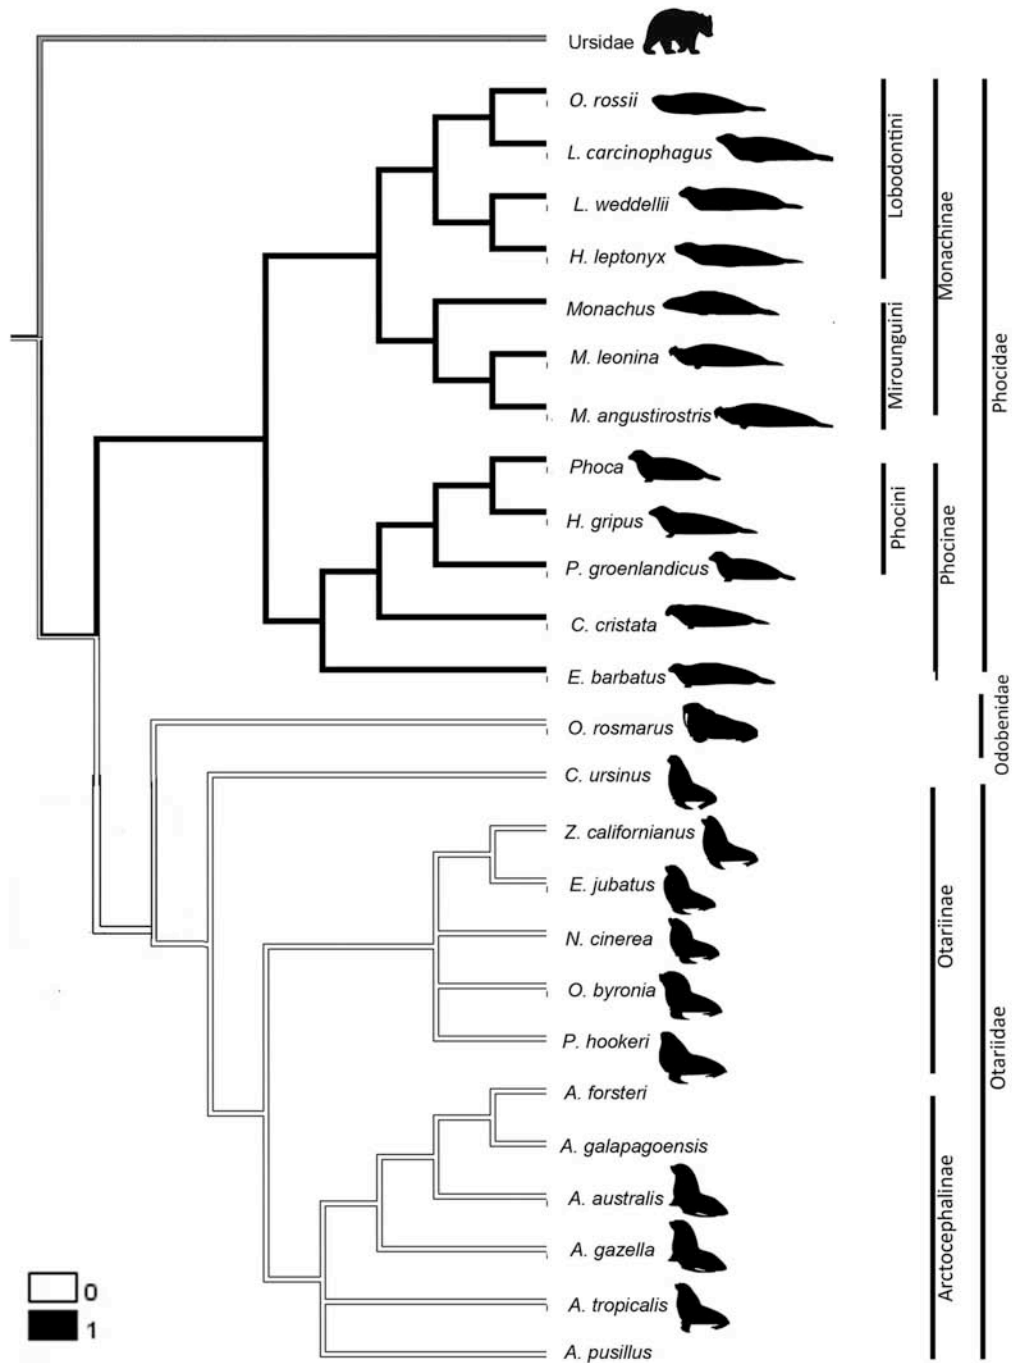 Ursidae
O. rossii
L. carcinophagus
L. weddellii
H. leptonyx
Monachus
M. leonina
M. angustirostris
Phoca
H. gripus
P. groenlandicus
C. cristata
E. barbatus
O. rosmarus
C. ursinus
Z. californianus
E. jubatus
N. cinerea
O. byronia
P. hookeri
A. forsteri
A. galapagoensis
A. australis
A. gazella
A. tropicalis
A. pusillus
Lobodontini
Mirounguini
Phocini
Monachinae
Phocinae
Otariinae
Arctocephalinae
Phocidae
Odobenidae
Otariidae
0
1